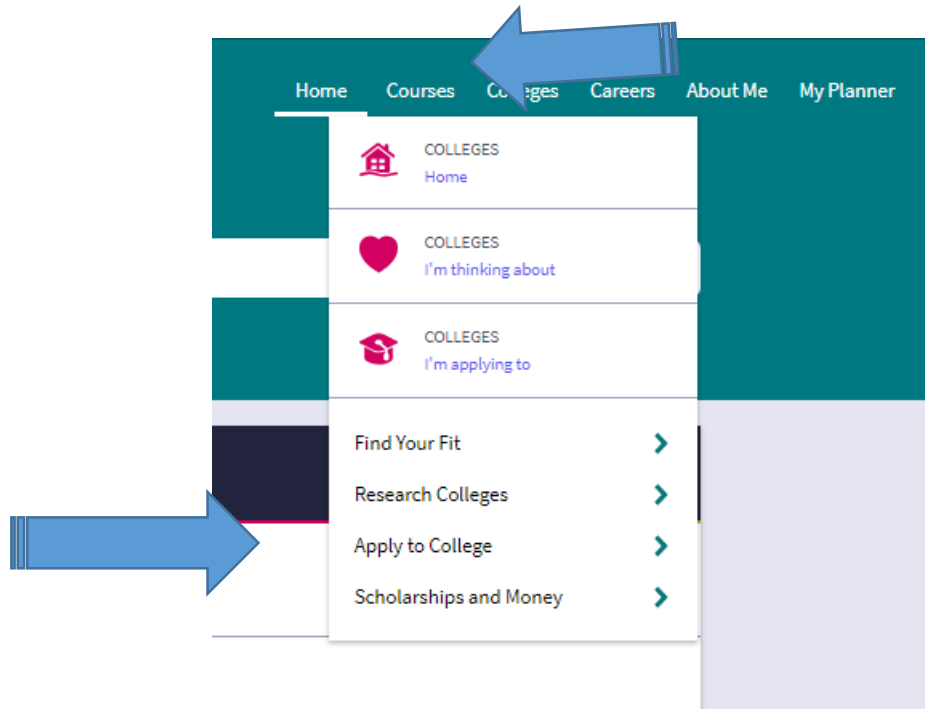 Home Courses Colleges Careers About Me My Planner
COLLEGES
Home
COLLEGES
I'm thinking about
COLLEGES
I'm applying to
Find Your Fit
Research Colleges
Apply to College
Scholarships and Money